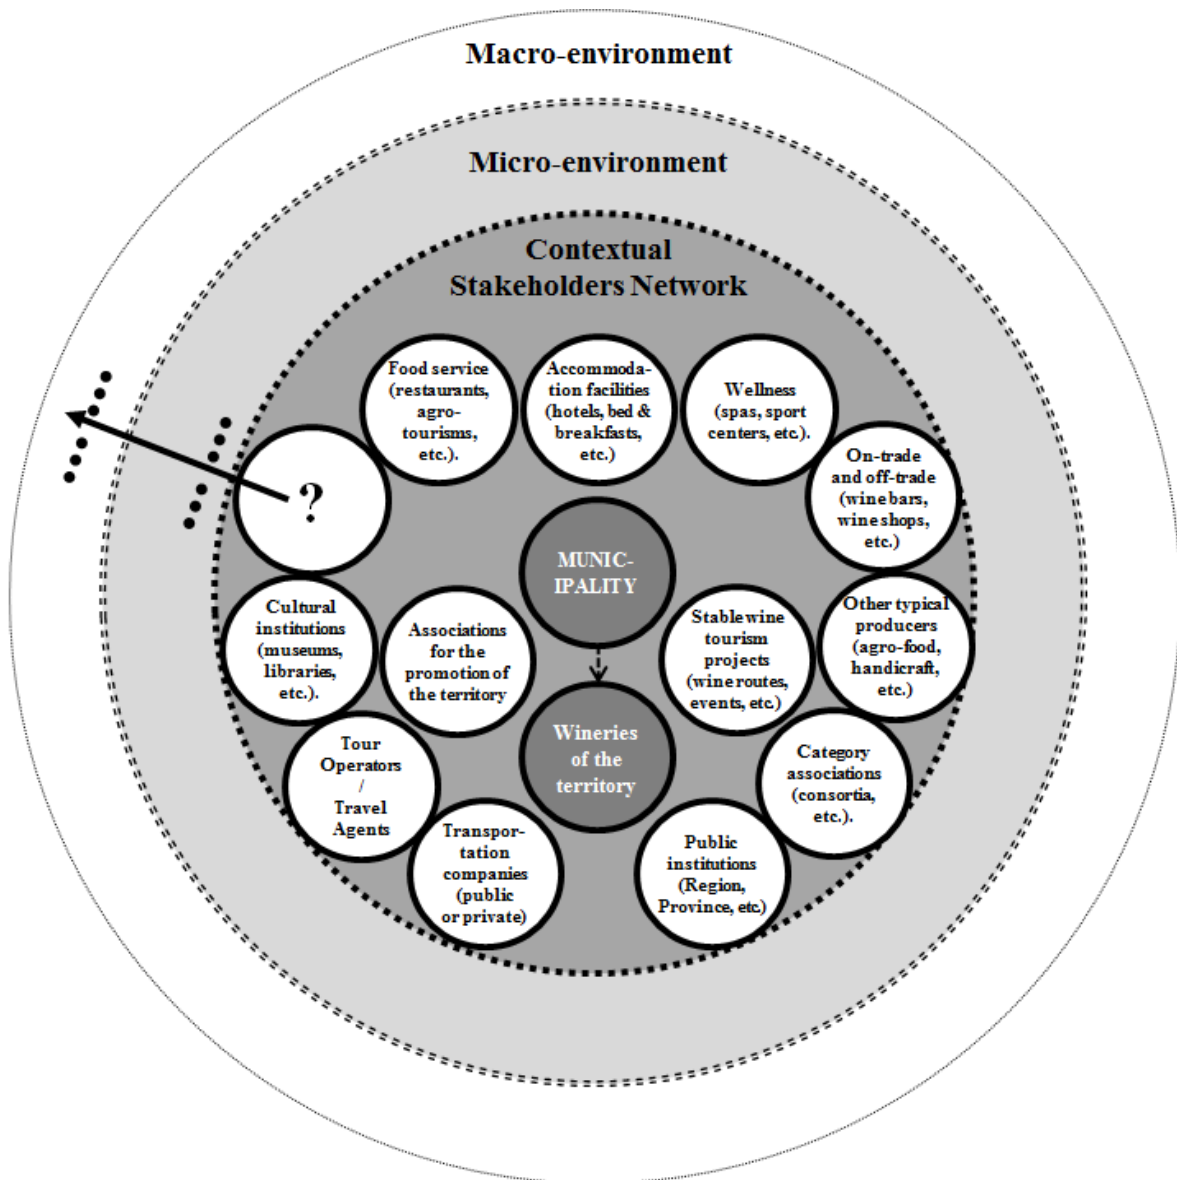 Macro-environment
Micro-environment
Contextual
Stakeholders Network
Food service
(restaurants,
agro-
tourisms,
etc.).
Accommoda-
tion facilities
(hotels, bed &
breakfasts,
etc.)
Wellness
(spas, sport
centers, etc.).
On-trade
and off-trade
(wine bars,
wine shops,
etc.)
?
MUNIC-
IPALITY
Cultural
institutions
(museums,
libraries,
etc.).
Associations
for the
promotion of
the territory
Stable wine
tourism
projects
(wine routes,
events, etc.)
Other typical
producers
(agro-food,
handicraft,
etc.)
Wineries
of the
territory
Tour
Operators
/
Travel
Agents
Category
associations
(consortia,
etc.).
Transpor-
tation
companies
(public
or private)
Public
institutions
(Region,
Province, etc.)